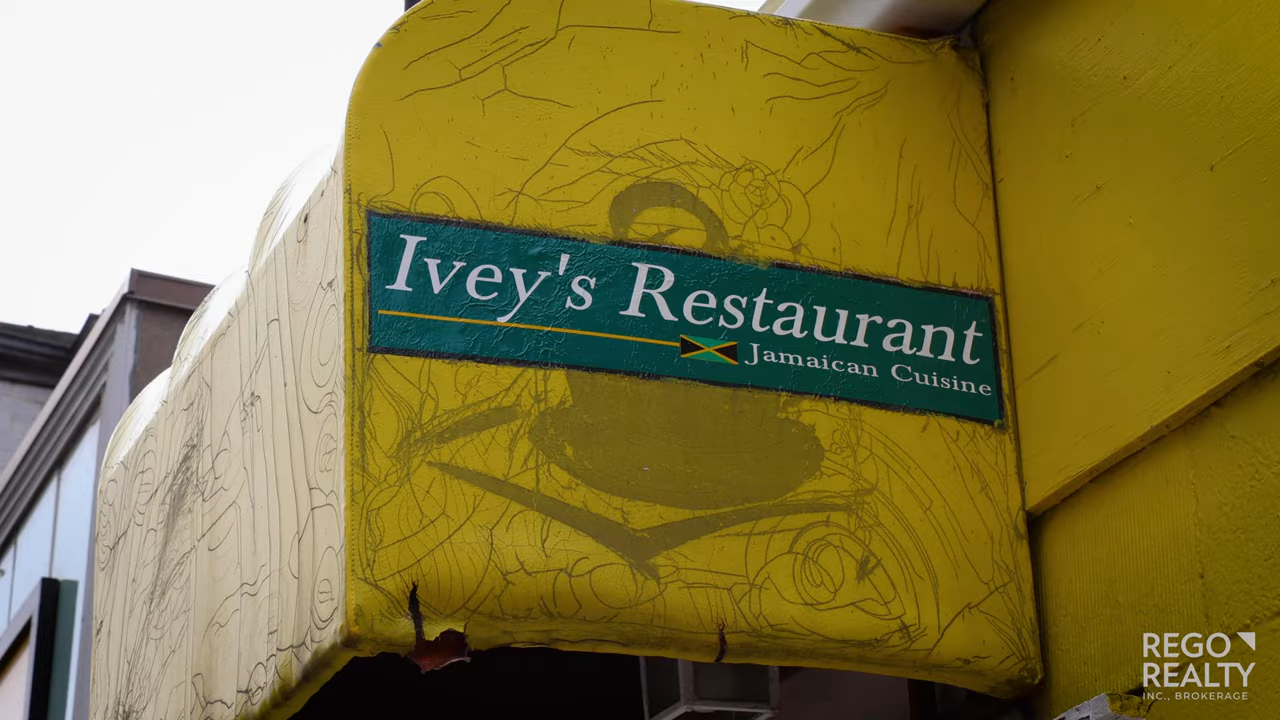 Ivey's Restaurant
Jamaican Cuisine
REGO
REALTY
INC., BROKERAGE